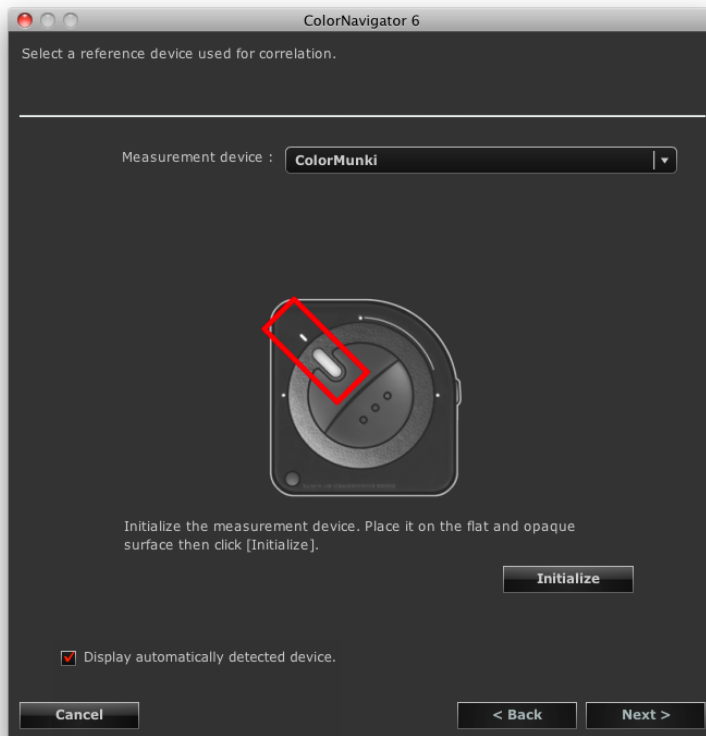 ColorNavigator 6
Select a reference device used for correlation.
Measurement device : ColorMunki
Initialize the measurement device. Place it on the flat and opaque
surface then click [Initialize].
Initialize
Display automatically detected device.
Cancel < Back Next >